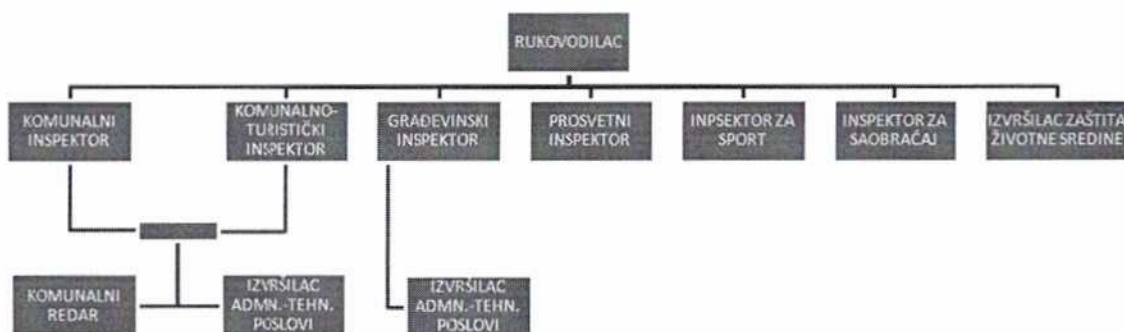 RUKOVODILAC
KOMUNALNI
INSPEKTOR
KOMUNALNO-
TURISTIČKI
INSPEKTOR
GRAĐEVINSKI
INSPEKTOR
PROSVETNI
INSPEKTOR
INPSEKTOR ZA
SPORT
INSPEKTOR ZA
SAOBRAĆAJ
IZVRŠILAC ZAŠTITA
ŽIVOTNE SREDINE
KOMUNALNI
REDAR
IZVRŠILAC
ADMN.-TEHN.
POSLOVI
IZVRŠILAC
ADMN.-TEHN.
POSLOVI